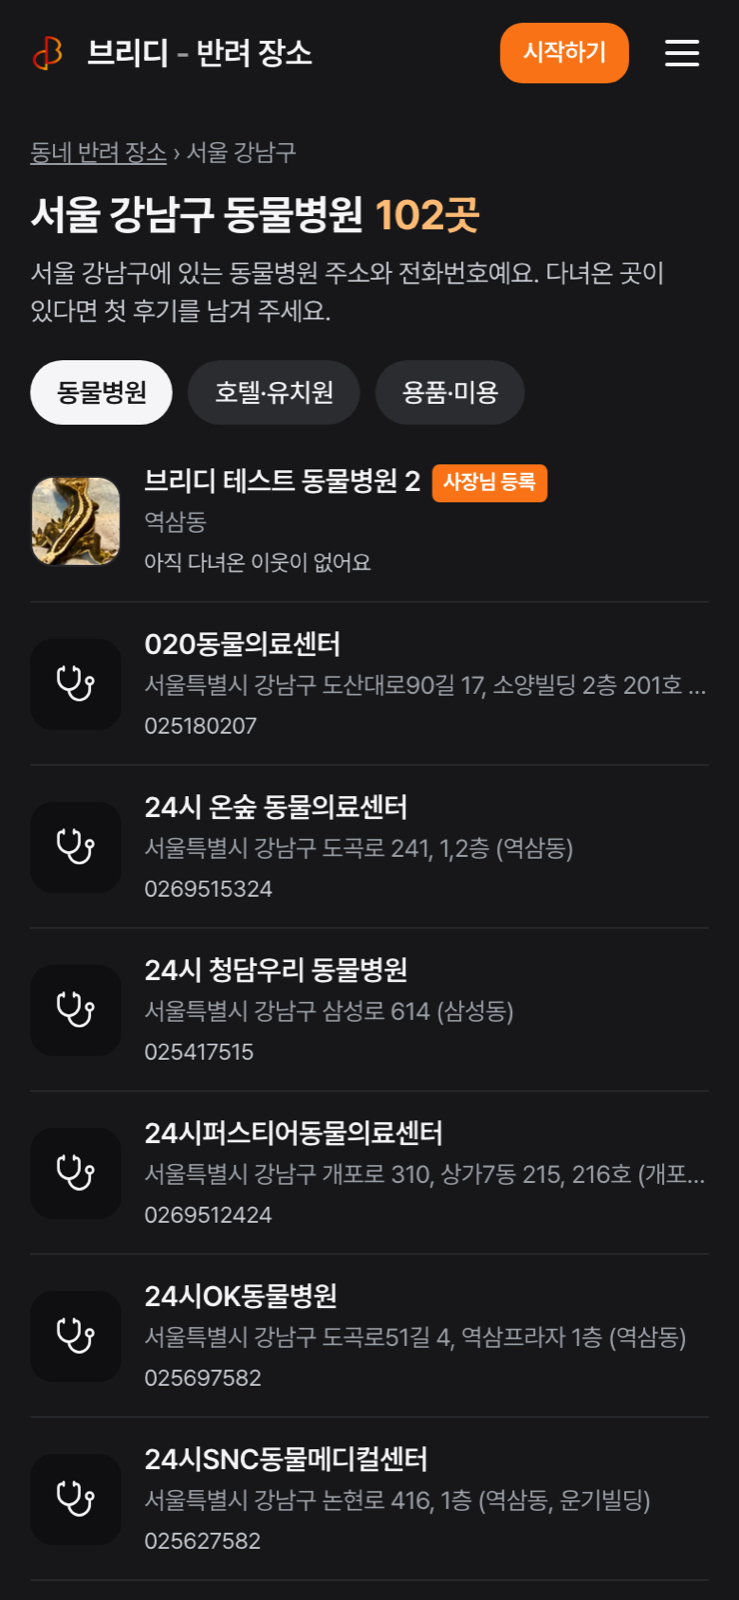 브리디 - 반려 장소
시작하기
동네 반려 장소 › 서울 강남구
서울 강남구 동물병원 102곳
서울 강남구에 있는 동물병원 주소와 전화번호예요. 다녀온 곳이
있다면 첫 후기를 남겨 주세요.
동물병원
호텔·유치원
용품·미용
브리디 테스트 동물병원 2 사장님 등록
역삼동
아직 다녀온 이웃이 없어요
020동물의료센터
서울특별시 강남구 도산대로90길 17, 소양빌딩 2층 201호 ...
025180207
24시 온숲 동물의료센터
서울특별시 강남구 도곡로 241, 1,2층 (역삼동)
0269515324
24시 청담우리 동물병원
서울특별시 강남구 삼성로 614 (삼성동)
025417515
24시퍼스티어동물의료센터
서울특별시 강남구 개포로 310, 상가7동 215, 216호 (개포...
0269512424
24시OK동물병원
서울특별시 강남구 도곡로51길 4, 역삼프라자 1층 (역삼동)
025697582
24시SNC동물메디컬센터
서울특별시 강남구 논현로 416, 1층 (역삼동, 운기빌딩)
025627582